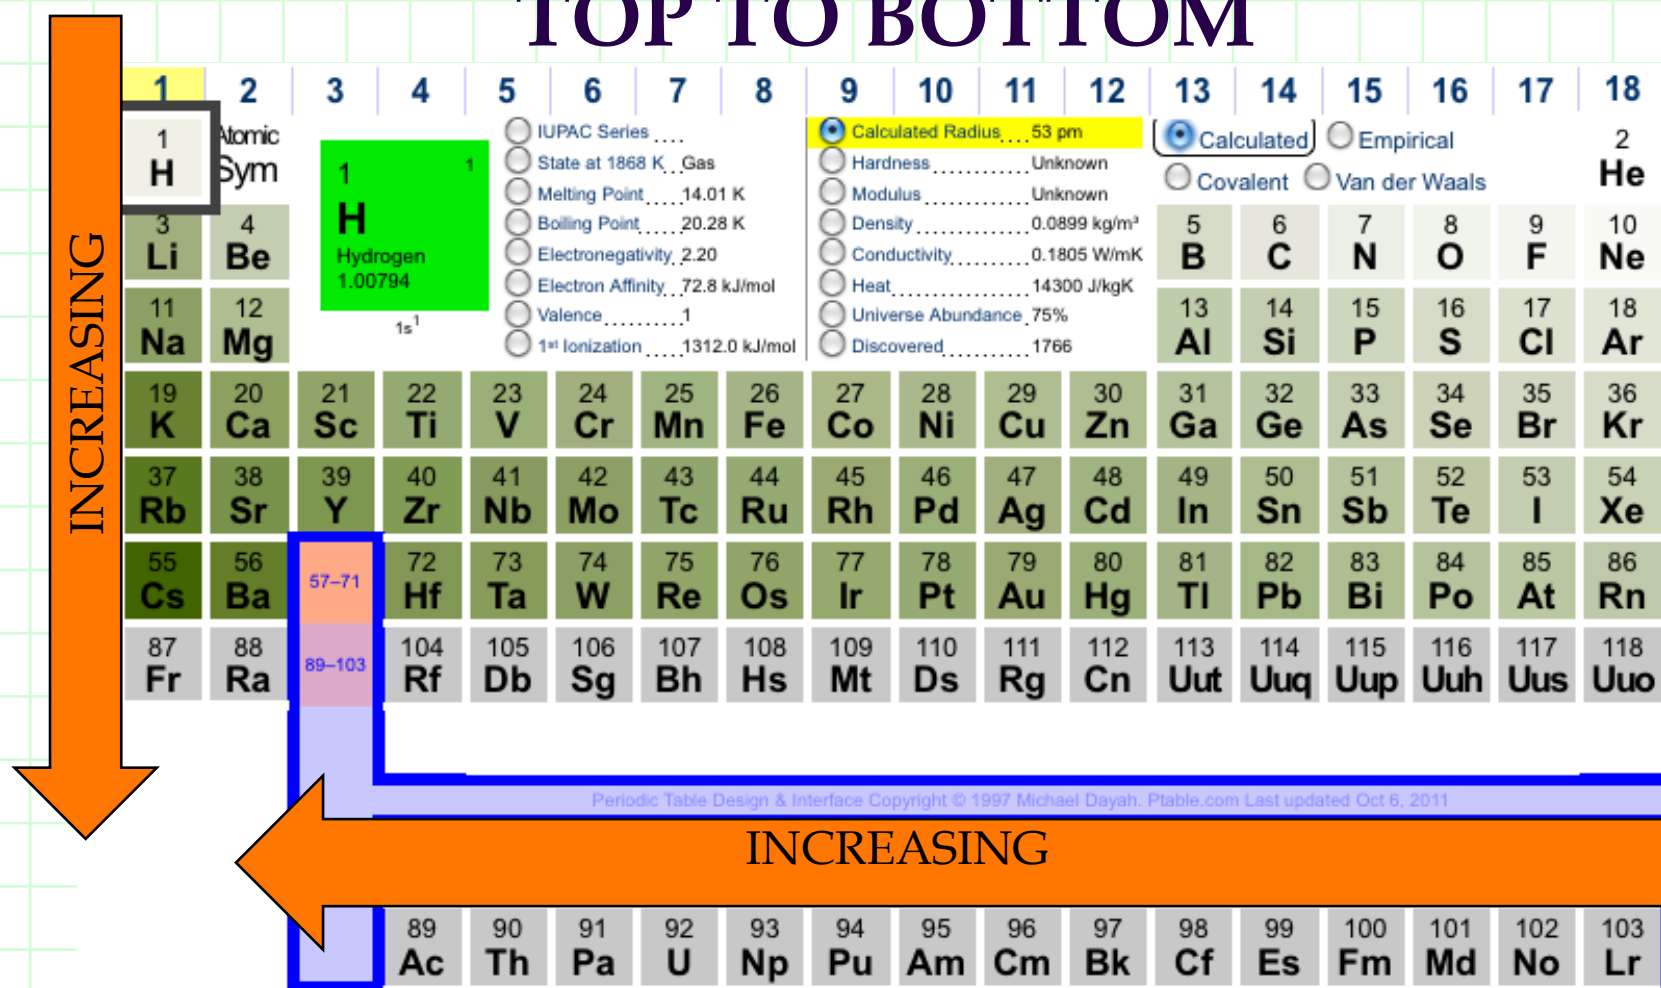 TOP TO BOTTOM
1 2 3 4 5 6 7 8 9 10 11 12 13 14 15 16 17 18
1 H
Atomic
Sym
1 1
H
Hydrogen
1.00794
1s1
IUPAC Series ....
State at 1868 K...Gas
Melting Point.....14.01 K
Boiling Point.....20.28 K
Electronegativity.2.20
Electron Affinity...72.8 kJ/mol
Valence..........1
1st Ionization .....1312.0 kJ/mol
Calculated Radius....53 pm
Hardness.............Unknown
Modulus..............Unknown
Density..............0.0899 kg/m³
Conductivity.........0.1805 W/mK
Heat.................14300 J/kgK
Universe Abundance.75%
Discovered...........1766
Calculated Empirical
Covalent Van der Waals
2 He
3 4 5 6 7 8 9 10
Li Be B C N O F Ne
11 12 13 14 15 16 17 18
Na Mg Al Si P S Cl Ar
19 20 21 22 23 24 25 26 27 28 29 30 31 32 33 34 35 36
K Ca Sc Ti V Cr Mn Fe Co Ni Cu Zn Ga Ge As Se Br Kr
37 38 39 40 41 42 43 44 45 46 47 48 49 50 51 52 53 54
Rb Sr Y Zr Nb Mo Tc Ru Rh Pd Ag Cd In Sn Sb Te I Xe
55 56 57–71 72 73 74 75 76 77 78 79 80 81 82 83 84 85 86
Cs Ba Hf Ta W Re Os Ir Pt Au Hg Tl Pb Bi Po At Rn
87 88 89–103 104 105 106 107 108 109 110 111 112 113 114 115 116 117 118
Fr Ra Rf Db Sg Bh Hs Mt Ds Rg Cn Uut Uuq Uup Uuh Uus Uuo
INCREASING
Periodic Table Design & Interface Copyright © 1997 Michael Dayah. Ptable.com Last updated Oct 6, 2011
INCREASING
89 90 91 92 93 94 95 96 97 98 99 100 101 102 103
Ac Th Pa U Np Pu Am Cm Bk Cf Es Fm Md No Lr